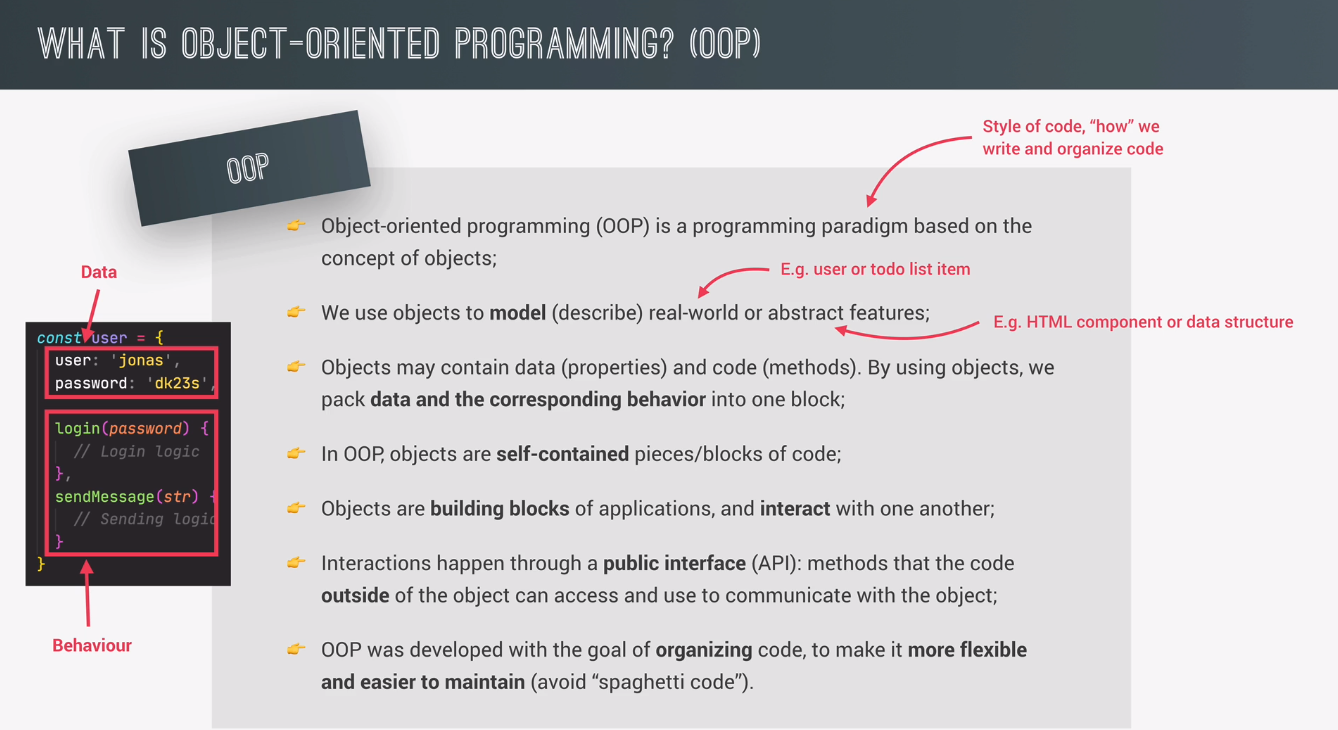 WHAT IS OBJECT-ORIENTED PROGRAMMING? (OOP)
OOP
Style of code, “how” we
write and organize code
👉 Object-oriented programming (OOP) is a programming paradigm based on the
concept of objects;
E.g. user or todo list item
👉 We use objects to model (describe) real-world or abstract features;
E.g. HTML component or data structure
👉 Objects may contain data (properties) and code (methods). By using objects, we
pack data and the corresponding behavior into one block;
👉 In OOP, objects are self-contained pieces/blocks of code;
👉 Objects are building blocks of applications, and interact with one another;
👉 Interactions happen through a public interface (API): methods that the code
outside of the object can access and use to communicate with the object;
👉 OOP was developed with the goal of organizing code, to make it more flexible
and easier to maintain (avoid “spaghetti code”).
Data
const user = {
user: 'jonas',
password: 'dk23s',
login(password) {
// Login logic
},
sendMessage(str) {
// Sending logic
}
}
Behaviour